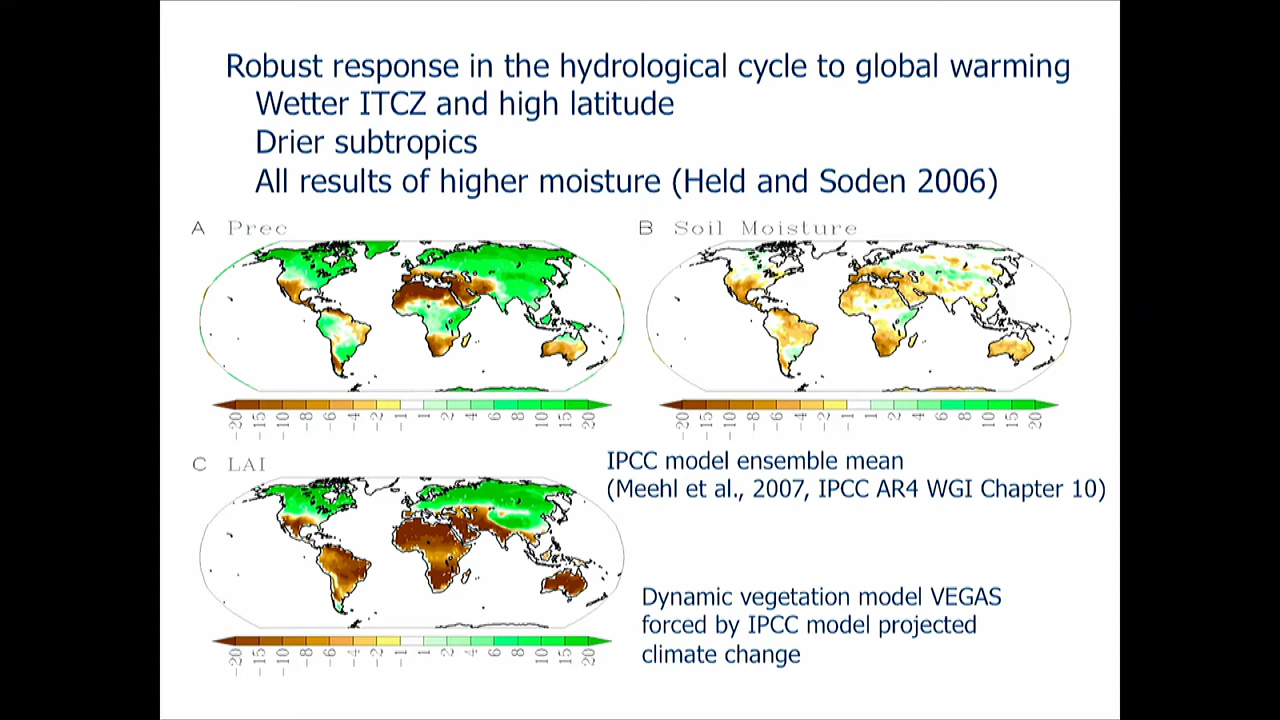 Robust response in the hydrological cycle to global warming
Wetter ITCZ and high latitude
Drier subtropics
All results of higher moisture (Held and Soden 2006)
A Prec
B Soil Moisture
-20 -15 -10 -8 -6 -4 -2 -1 1 2 4 6 8 10 15 20
-20 -15 -10 -8 -6 -4 -2 -1 1 2 4 6 8 10 15 20
C LAI
IPCC model ensemble mean
(Meehl et al., 2007, IPCC AR4 WGI Chapter 10)
Dynamic vegetation model VEGAS
forced by IPCC model projected
climate change
-20 -15 -10 -8 -6 -4 -2 -1 1 2 4 6 8 10 15 20